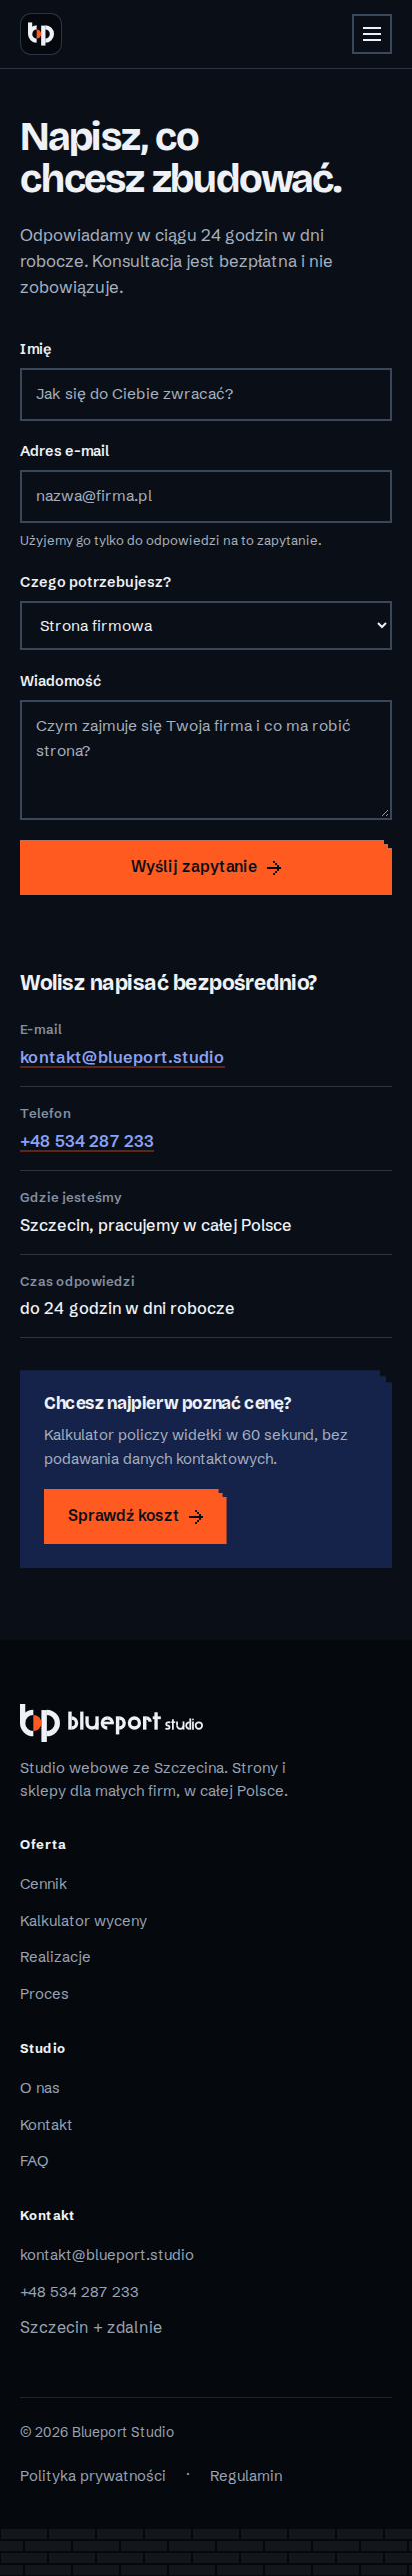 bp
Napisz, co
chcesz zbudować.
Odpowiadamy w ciągu 24 godzin w dni
robocze. Konsultacja jest bezpłatna i nie
zobowiązuje.
Imię
Jak się do Ciebie zwracać?
Adres e-mail
nazwa@firma.pl
Użyjemy go tylko do odpowiedzi na to zapytanie.
Czego potrzebujesz?
Strona firmowa
Wiadomość
Czym zajmuje się Twoja firma i co ma robić
strona?
Wyślij zapytanie →
Wolisz napisać bezpośrednio?
E-mail
kontakt@blueport.studio
Telefon
+48 534 287 233
Gdzie jesteśmy
Szczecin, pracujemy w całej Polsce
Czas odpowiedzi
do 24 godzin w dni robocze
Chcesz najpierw poznać cenę?
Kalkulator policzy widełki w 60 sekund, bez
podawania danych kontaktowych.
Sprawdź koszt →
bp blueport studio
Studio webowe ze Szczecina. Strony i
sklepy dla małych firm, w całej Polsce.
Oferta
Cennik
Kalkulator wyceny
Realizacje
Proces
Studio
O nas
Kontakt
FAQ
Kontakt
kontakt@blueport.studio
+48 534 287 233
Szczecin + zdalnie
© 2026 Blueport Studio
Polityka prywatności · Regulamin